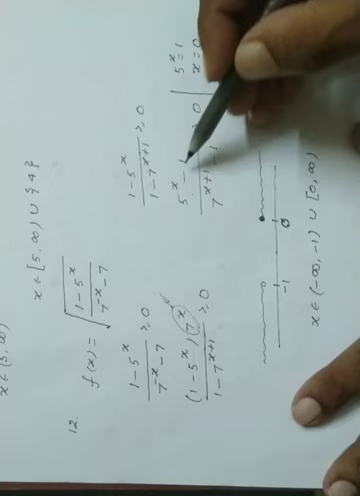 x ∈ (5, ∞)
x ∈ [5, ∞) ∪ {4}
12. f(x) = √((1-5^x)/(7^-x - 7))
(1-5^x)/(7^-x - 7) ≥ 0
((1-5^x) 7^x)/(1-7^(x+1)) ≥ 0
(1-5^x)/(1-7^(x+1)) ≥ 0
(5^x - 1)/(7^(x+1) - 1) ≥ 0
5^x = 1
x = 0
-1 0
x ∈ (-∞, -1) ∪ [0, ∞)